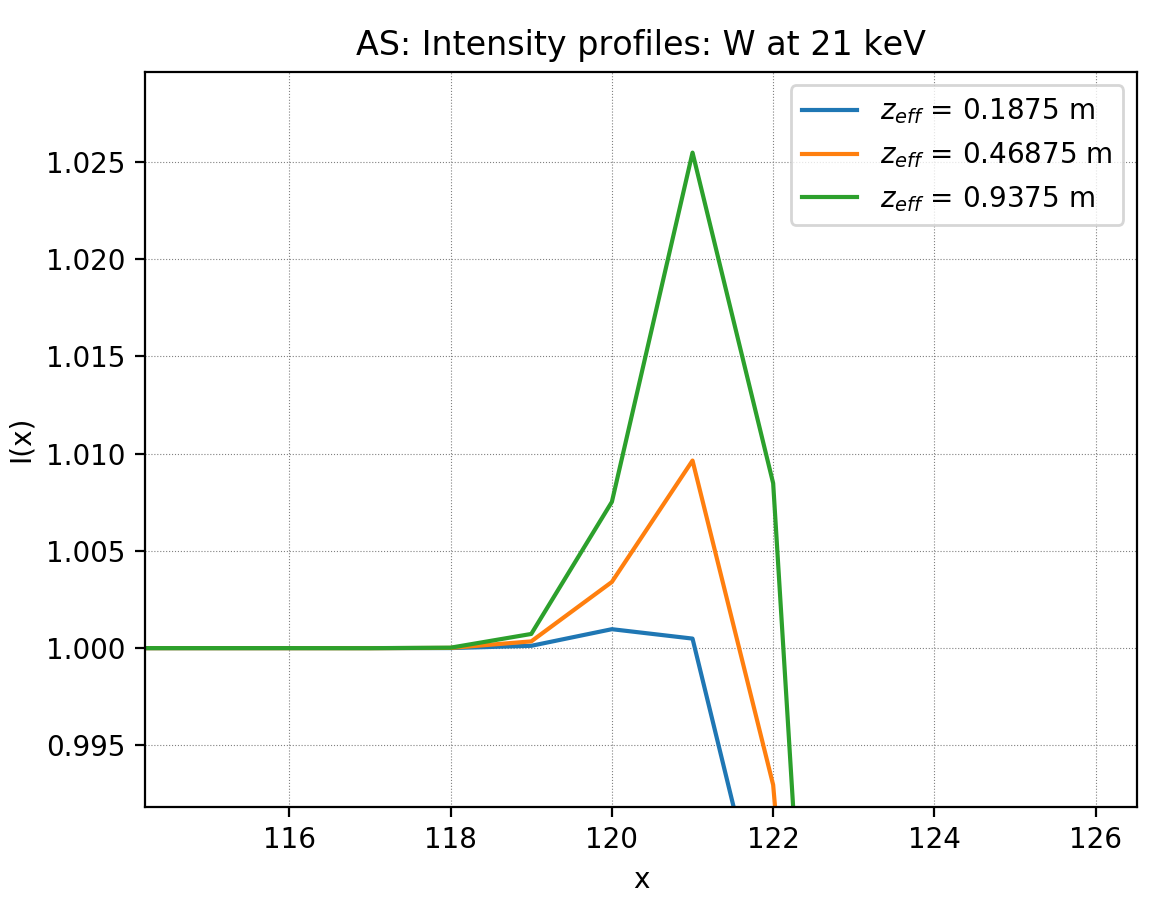 AS: Intensity profiles: W at 21 keV
z_eff = 0.1875 m
z_eff = 0.46875 m
z_eff = 0.9375 m
1.025
1.020
1.015
1.010
1.005
1.000
0.995
I(x)
116 118 120 122 124 126
x